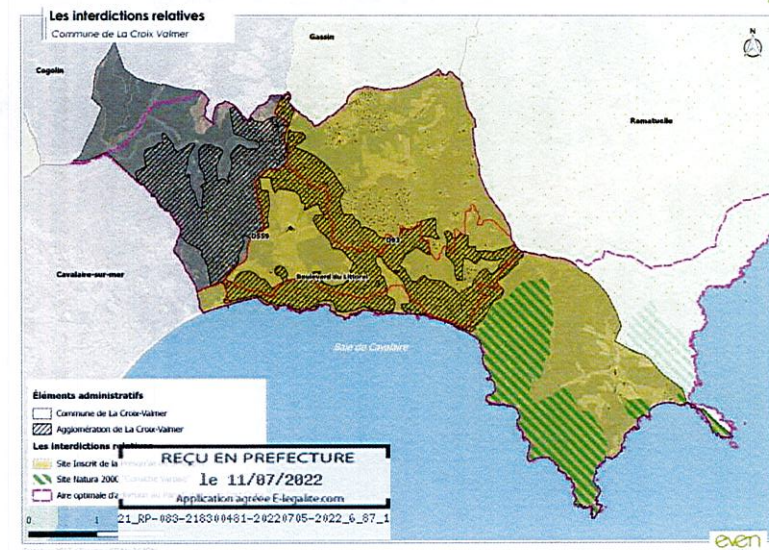 Les interdictions relatives
Commune de La Croix Valmer
Gassin
N
Cogolin
Ramatuelle
D559
D93
Cavalaire-sur-mer
Boulevard du Littoral
Baie de Cavalaire
Éléments administratifs
Commune de La Croix-Valmer
Agglomération de La Croix-Valmer
Les interdictions
Site Inscrit de la
Site Natura 2000
Aire optimale
REÇU EN PREFECTURE
le 11/07/2022
Application agréée E-legalite.com
21_RP-083-218300481-20220705-2022_6_87_1
0 1
even